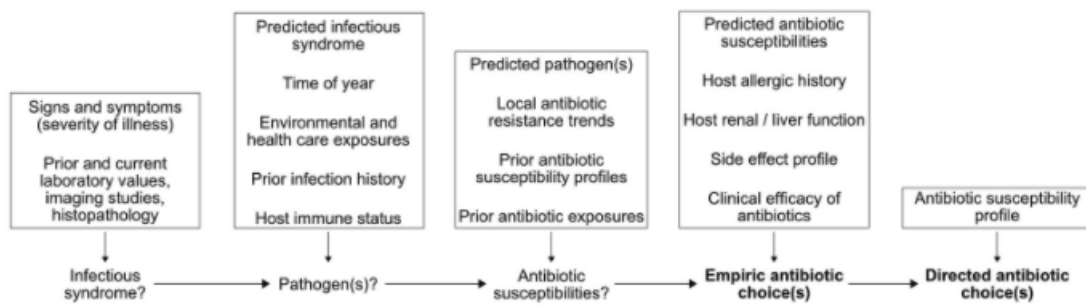 Signs and symptoms
(severity of illness)
Prior and current
laboratory values,
imaging studies,
histopathology
Predicted infectious
syndrome
Time of year
Environmental and
health care exposures
Prior infection history
Host immune status
Predicted pathogen(s)
Local antibiotic
resistance trends
Prior antibiotic
susceptibility profiles
Prior antibiotic exposures
Predicted antibiotic
susceptibilities
Host allergic history
Host renal / liver function
Side effect profile
Clinical efficacy of
antibiotics
Antibiotic susceptibility
profile
Infectious
syndrome?
Pathogen(s)?
Antibiotic
susceptibilities?
Empiric antibiotic
choice(s)
Directed antibiotic
choice(s)